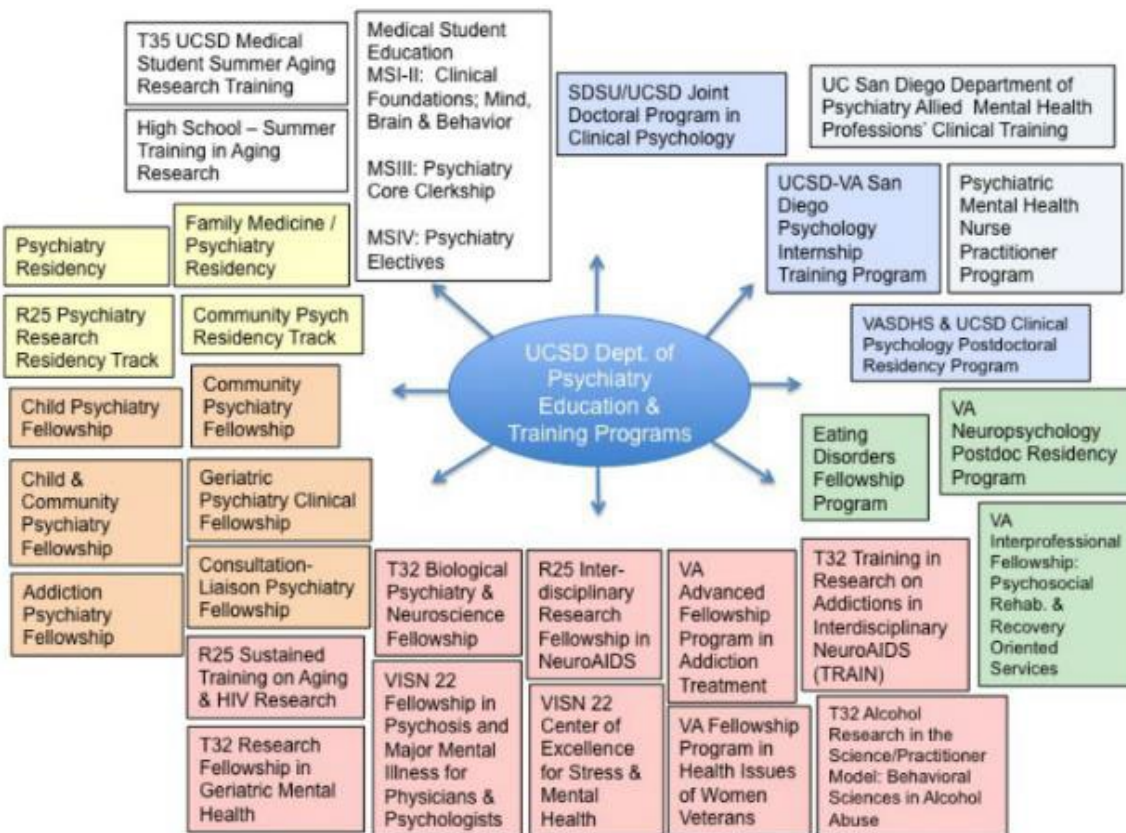 T35 UCSD Medical
Student Summer Aging
Research Training
High School – Summer
Training in Aging
Research
Medical Student
Education
MSI-II:  Clinical
Foundations; Mind,
Brain & Behavior
MSIII: Psychiatry
Core Clerkship
MSIV: Psychiatry
Electives
SDSU/UCSD Joint
Doctoral Program in
Clinical Psychology
UC San Diego Department of
Psychiatry Allied  Mental Health
Professions' Clinical Training
UCSD-VA San
Diego
Psychology
Internship
Training Program
Psychiatric
Mental Health
Nurse
Practitioner
Program
VASDHS & UCSD Clinical
Psychology Postdoctoral
Residency Program
Psychiatry
Residency
Family Medicine /
Psychiatry
Residency
R25 Psychiatry
Research
Residency Track
Community Psych
Residency Track
UCSD Dept. of
Psychiatry
Education &
Training Programs
Child Psychiatry
Fellowship
Community
Psychiatry
Fellowship
Child &
Community
Psychiatry
Fellowship
Geriatric
Psychiatry Clinical
Fellowship
Addiction
Psychiatry
Fellowship
Consultation-
Liaison Psychiatry
Fellowship
Eating
Disorders
Fellowship
Program
VA
Neuropsychology
Postdoc Residency
Program
VA
Interprofessional
Fellowship:
Psychosocial
Rehab. &
Recovery
Oriented
Services
R25 Sustained
Training on Aging
& HIV Research
T32 Research
Fellowship in
Geriatric Mental
Health
T32 Biological
Psychiatry &
Neuroscience
Fellowship
VISN 22
Fellowship in
Psychosis and
Major Mental
Illness for
Physicians &
Psychologists
R25 Inter-
disciplinary
Research
Fellowship in
NeuroAIDS
VISN 22
Center of
Excellence
for Stress &
Mental
Health
VA
Advanced
Fellowship
Program in
Addiction
Treatment
VA Fellowship
Program in
Health Issues
of Women
Veterans
T32 Training in
Research on
Addictions in
Interdisciplinary
NeuroAIDS
(TRAIN)
T32 Alcohol
Research in the
Science/Practitioner
Model: Behavioral
Sciences in Alcohol
Abuse